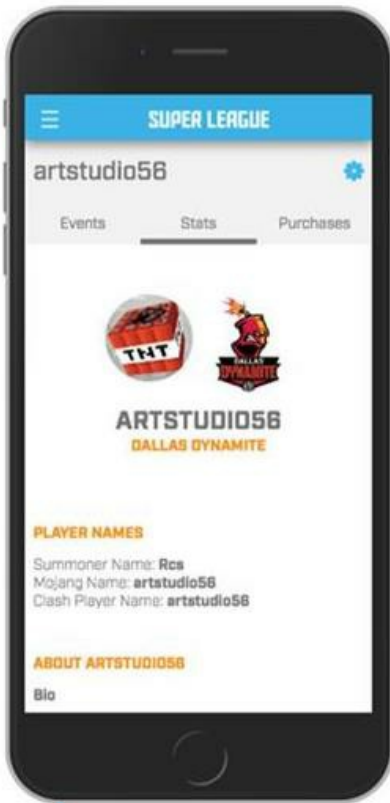 SUPER LEAGUE
artstudio56
Events Stats Purchases
TNT
DALLAS
DYNAMITE
ARTSTUDIO56
DALLAS DYNAMITE
PLAYER NAMES
Summoner Name: Rcs
Mojang Name: artstudio56
Clash Player Name: artstudio56
ABOUT ARTSTUDIO56
Bio